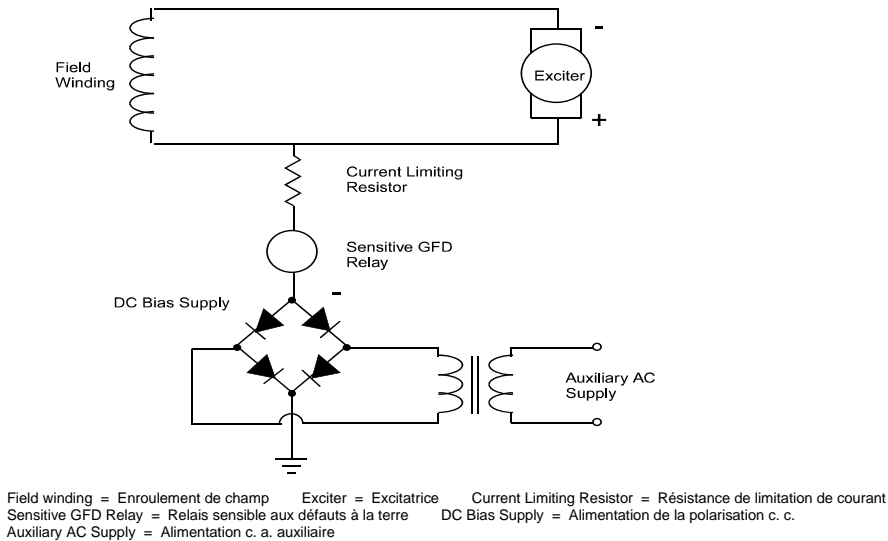 -
Exciter
+
Field
Winding
Current Limiting
Resistor
Sensitive GFD
Relay
DC Bias Supply
-
Auxiliary AC
Supply
Field winding = Enroulement de champ Exciter = Excitatrice Current Limiting Resistor = Résistance de limitation de courant
Sensitive GFD Relay = Relais sensible aux défauts à la terre DC Bias Supply = Alimentation de la polarisation c. c.
Auxiliary AC Supply = Alimentation c. a. auxiliaire